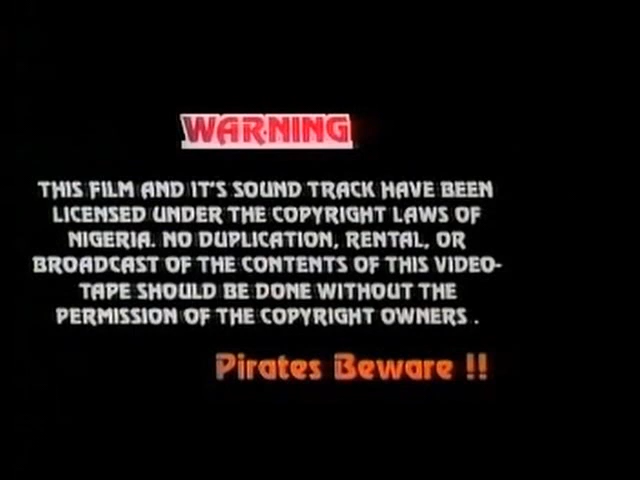 WARNING
THIS FILM AND IT'S SOUND TRACK HAVE BEEN
LICENSED UNDER THE COPYRIGHT LAWS OF
NIGERIA. NO DUPLICATION, RENTAL, OR
BROADCAST OF THE CONTENTS OF THIS VIDEO-
TAPE SHOULD BE DONE WITHOUT THE
PERMISSION OF THE COPYRIGHT OWNERS .
Pirates Beware !!